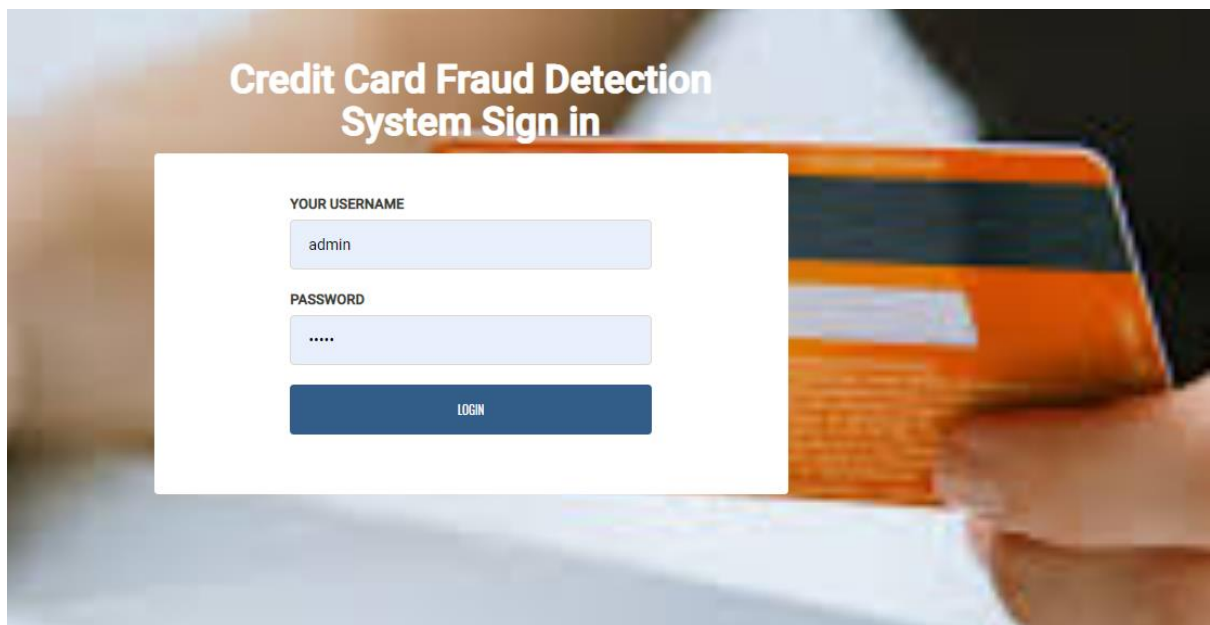 Credit Card Fraud Detection
System Sign in
YOUR USERNAME
admin
PASSWORD
•••••
LOGIN